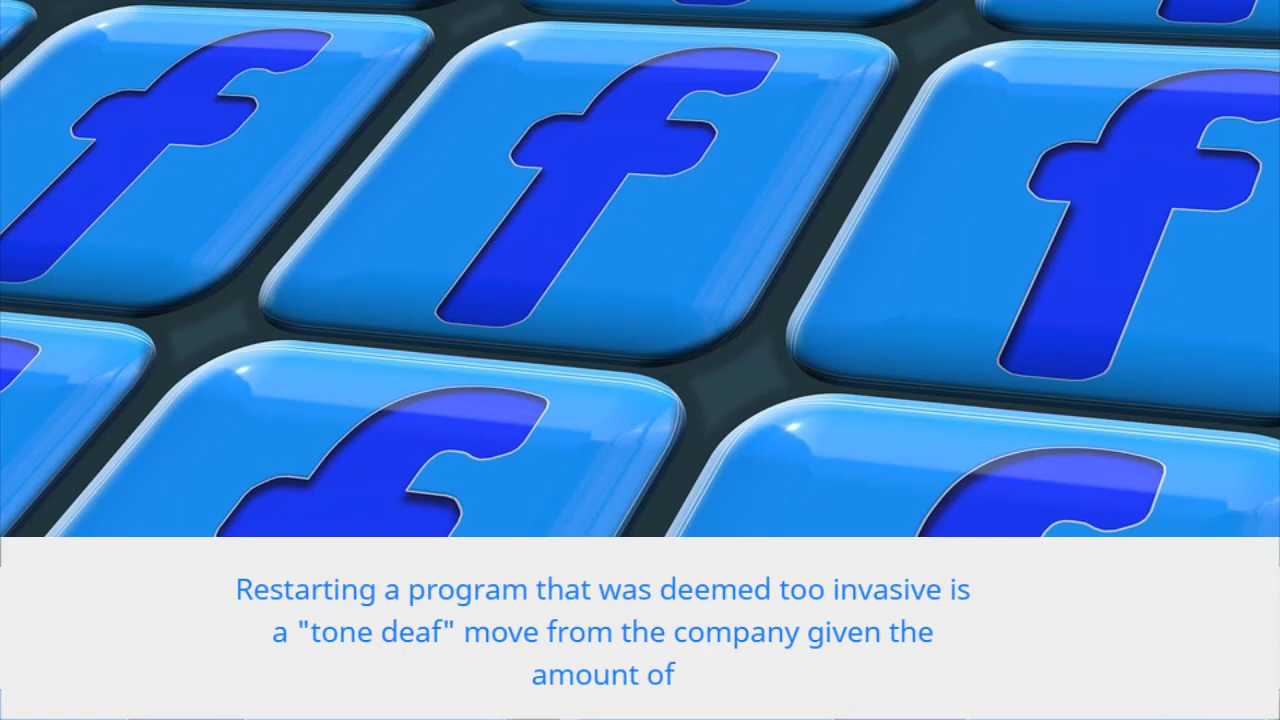 Restarting a program that was deemed too invasive is
a "tone deaf" move from the company given the
amount of